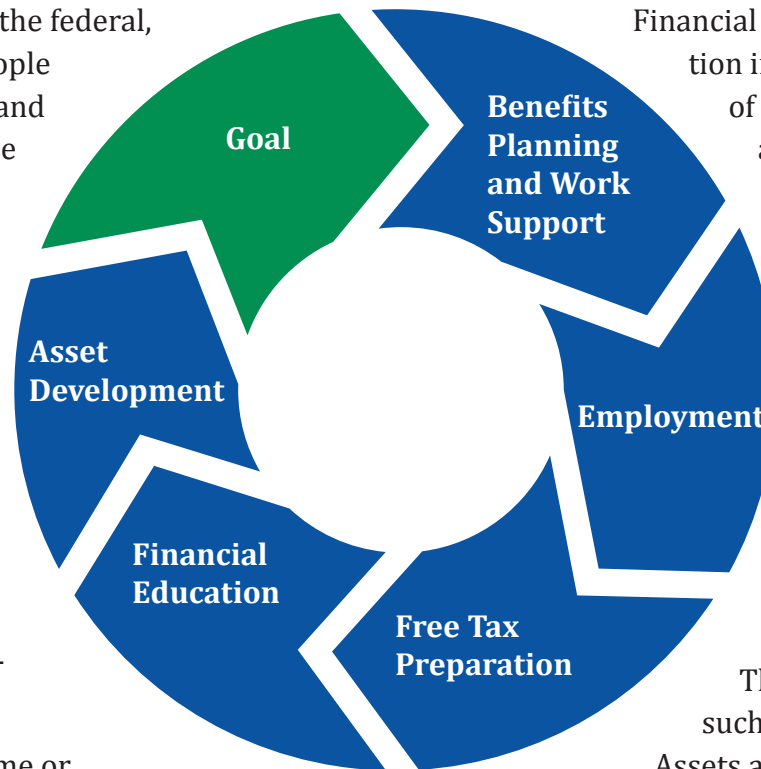 the federal,
ople
and
e
Financial
tion i
of
a
Goal
Benefits
Planning
and Work
Support
Asset
Development
Employment
Financial
Education
Free Tax
Preparation
-
me or
Th
such
Assets a